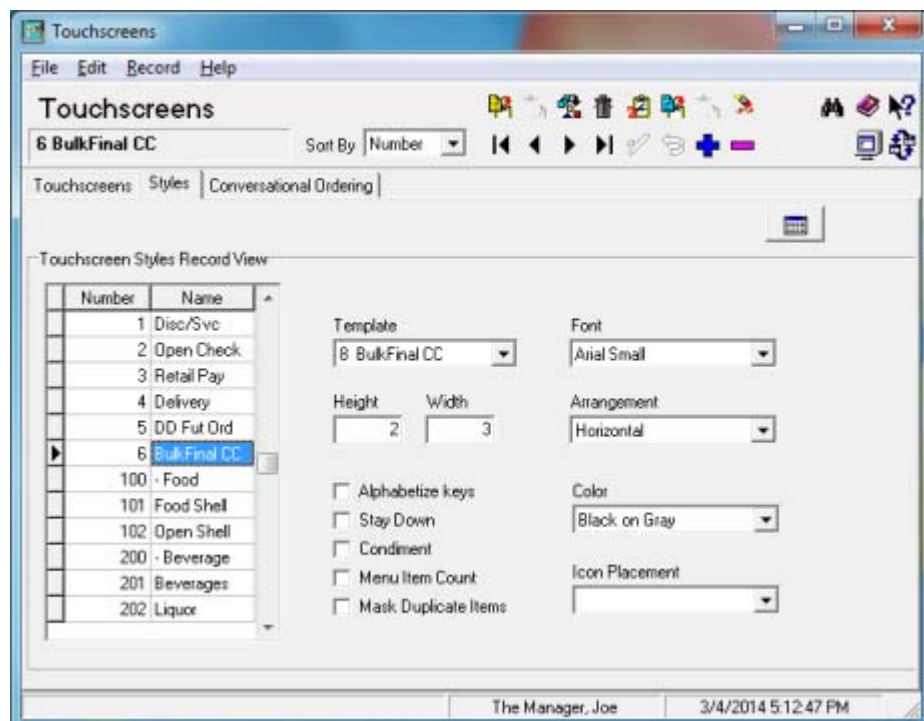 Touchscreens
File Edit Record Help
Touchscreens
6 BulkFinal CC
Sort By Number
Touchscreens Styles Conversational Ordering
Touchscreen Styles Record View
Number Name
1 Disc/Svc
2 Open Check
3 Retail Pay
4 Delivery
5 DD Fut Ord
6 BulkFinal CC
100 - Food
101 Food Shell
102 Open Shell
200 - Beverage
201 Beverages
202 Liquor
Template
8 BulkFinal CC
Height Width
2 3
Alphabetize keys
Stay Down
Condiment
Menu Item Count
Mask Duplicate Items
Font
Arial Small
Arrangement
Horizontal
Color
Black on Gray
Icon Placement
The Manager, Joe 3/4/2014 5:12:47 PM